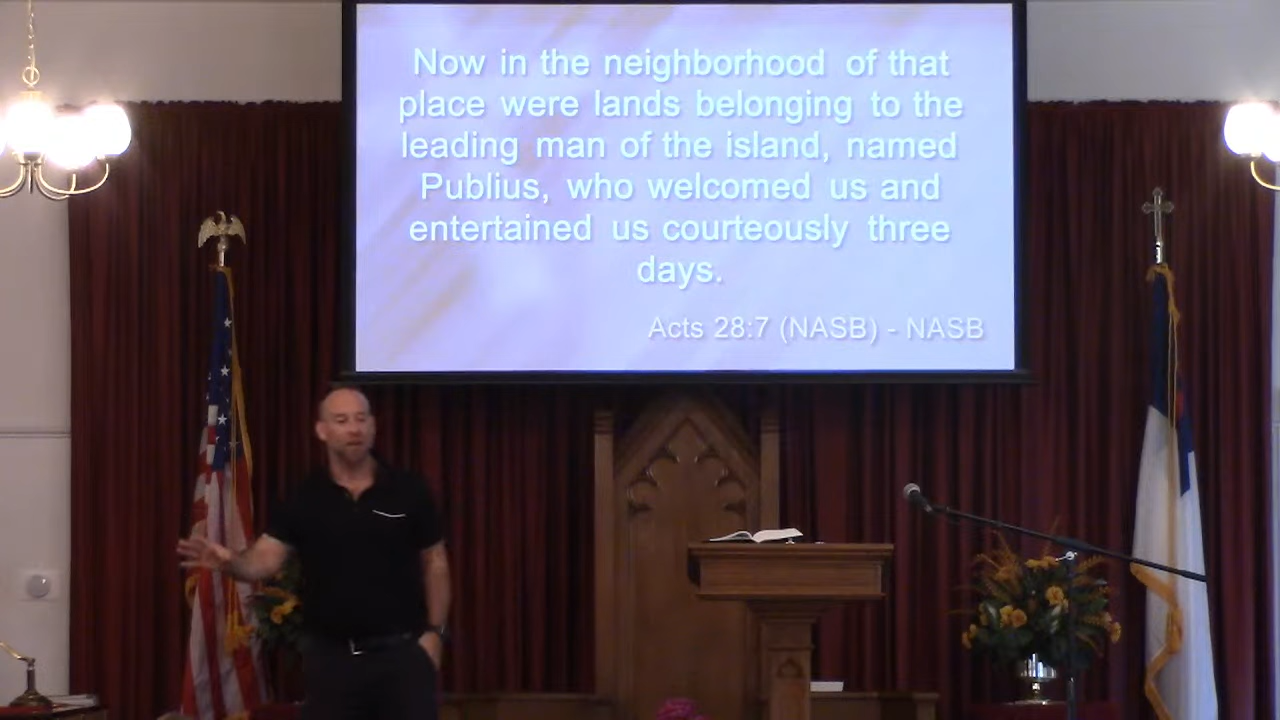 Now in the neighborhood of that
place were lands belonging to the
leading man of the island, named
Publius, who welcomed us and
entertained us courteously three
days.
Acts 28:7 (NASB) - NASB